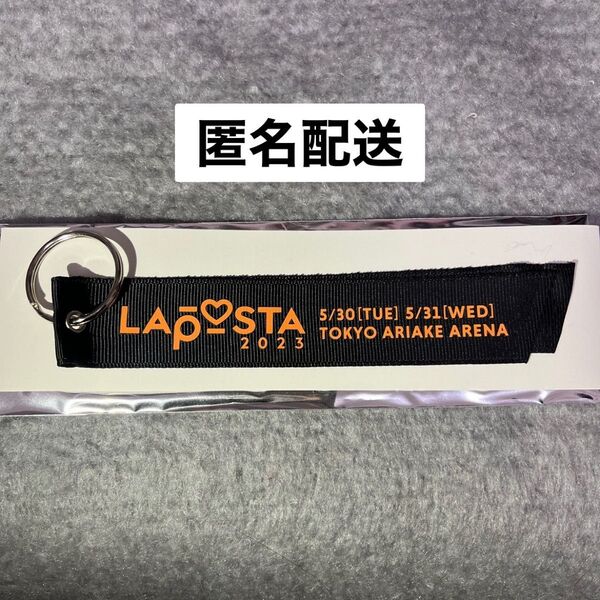 匿名配送
LAPOSTA
2023
5/30[TUE] 5/31[WED]
TOKYO ARIAKE ARENA